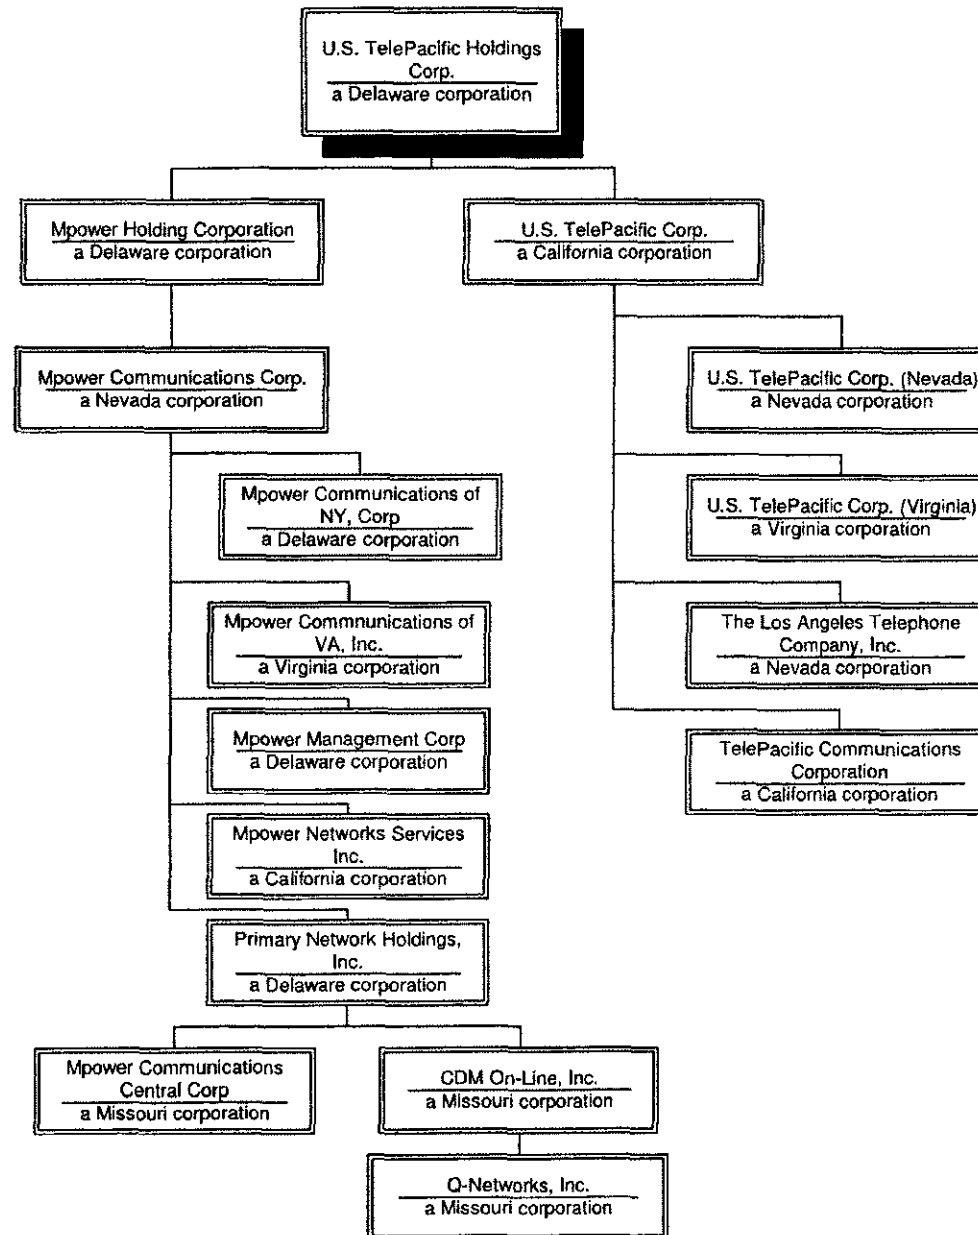 U.S. TelePacific Holdings
Corp.
a Delaware corporation
Mpower Holding Corporation
a Delaware corporation
U.S. TelePacific Corp.
a California corporation
Mpower Communications Corp.
a Nevada corporation
U.S. TelePacific Corp. (Nevada)
a Nevada corporation
Mpower Communications of
NY, Corp
a Delaware corporation
U.S. TelePacific Corp. (Virginia)
a Virginia corporation
Mpower Commnunications of
VA, Inc.
a Virginia corporation
The Los Angeles Telephone
Company, Inc.
a Nevada corporation
Mpower Management Corp
a Delaware corporation
TelePacific Communications
Corporation
a California corporation
Mpower Networks Services
Inc.
a California corporation
Primary Network Holdings,
Inc.
a Delaware corporation
Mpower Communications
Central Corp
a Missouri corporation
CDM On-Line, Inc.
a Missouri corporation
Q-Networks, Inc.
a Missouri corporation